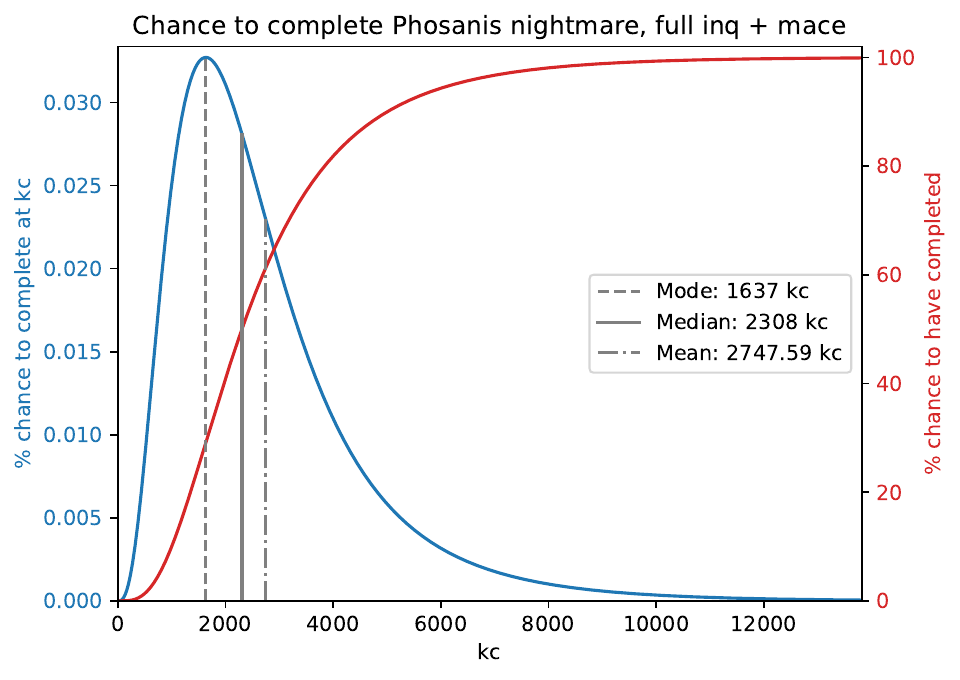 Chance to complete Phosanis nightmare, full inq + mace
% chance to complete at kc
0.030
0.025
0.020
0.015
0.010
0.005
0.000
100
80
60
40
20
0
% chance to have completed
Mode: 1637 kc
Median: 2308 kc
Mean: 2747.59 kc
0 2000 4000 6000 8000 10000 12000
kc